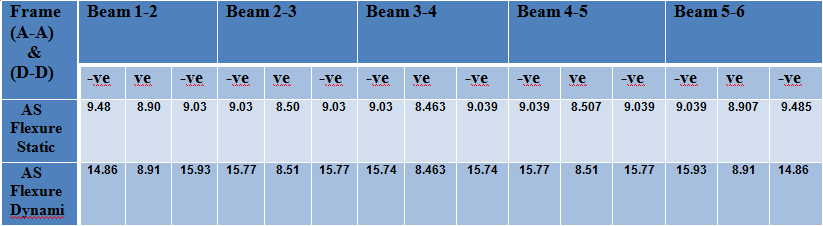 Frame (A-A) & (D-D) Beam 1-2 Beam 2-3 Beam 3-4 Beam 4-5 Beam 5-6
-ve ve -ve -ve ve -ve -ve ve -ve -ve ve -ve -ve ve -ve
AS Flexure Static 9.48 8.90 9.03 9.03 8.50 9.03 9.03 8.463 9.039 9.039 8.507 9.039 9.039 8.907 9.485
AS Flexure Dynami 14.86 8.91 15.93 15.77 8.51 15.77 15.74 8.463 15.74 15.77 8.51 15.77 15.93 8.91 14.86